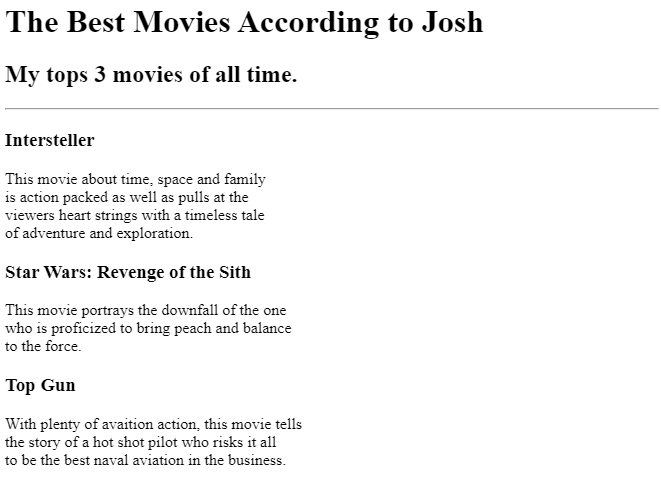 The Best Movies According to Josh
My tops 3 movies of all time.
Intersteller
This movie about time, space and family
is action packed as well as pulls at the
viewers heart strings with a timeless tale
of adventure and exploration.
Star Wars: Revenge of the Sith
This movie portrays the downfall of the one
who is proficized to bring peach and balance
to the force.
Top Gun
With plenty of avaition action, this movie tells
the story of a hot shot pilot who risks it all
to be the best naval aviation in the business.